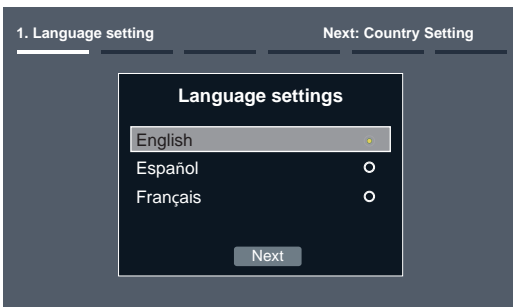 1. Language setting
Next: Country Setting
Language settings
English
Español
Français
Next